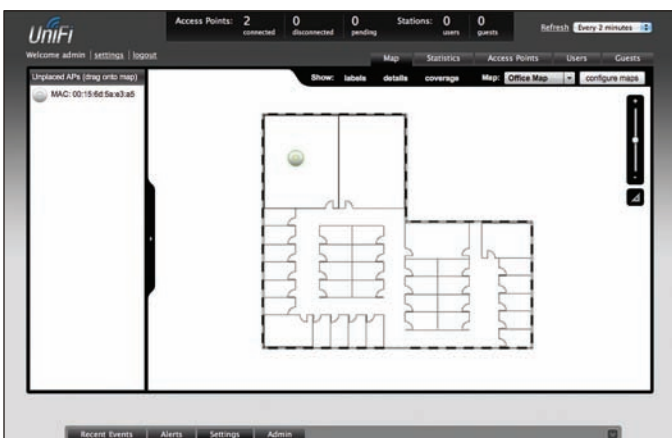 UniFi
Access Points: 2 connected 0 disconnected 0 pending Stations: 0 users 0 guests
Refresh Every 2 minutes
Welcome admin | settings | logout
Map Statistics Access Points Users Guests
Unplaced APs (drag onto map)
Show: labels details coverage Map: Office Map configure maps
MAC: 00:15:6d:5a:e3:a5
Recent Events Alerts Settings Admin